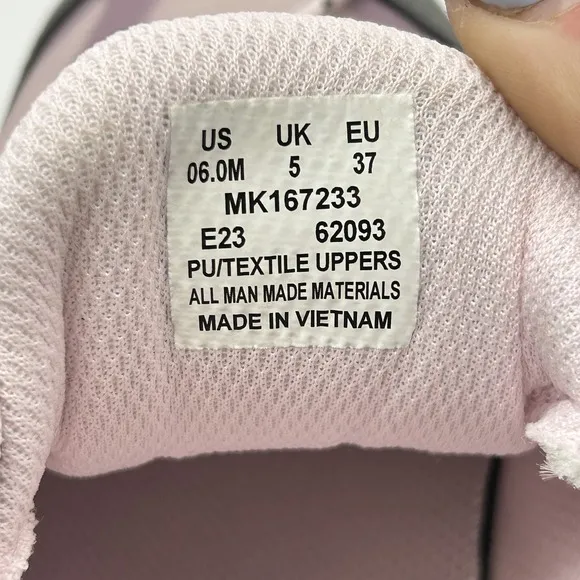 US UK EU
06.0M 5 37
MK167233
E23 62093
PU/TEXTILE UPPERS
ALL MAN MADE MATERIALS
MADE IN VIETNAM